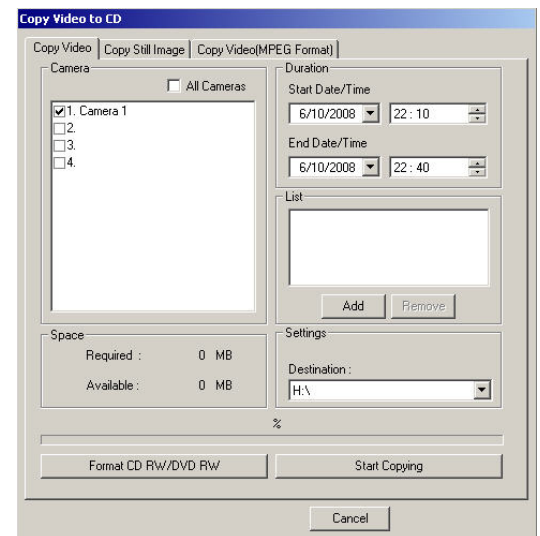 Copy Video to CD
Copy Video Copy Still Image Copy Video(MPEG Format)
Camera
All Cameras
1. Camera 1
2.
3.
4.
Duration
Start Date/Time
6/10/2008 22 : 10
End Date/Time
6/10/2008 22 : 40
List
Add Remove
Space
Required : 0 MB
Available : 0 MB
Settings
Destination :
H:\
%
Format CD RW/DVD RW Start Copying
Cancel